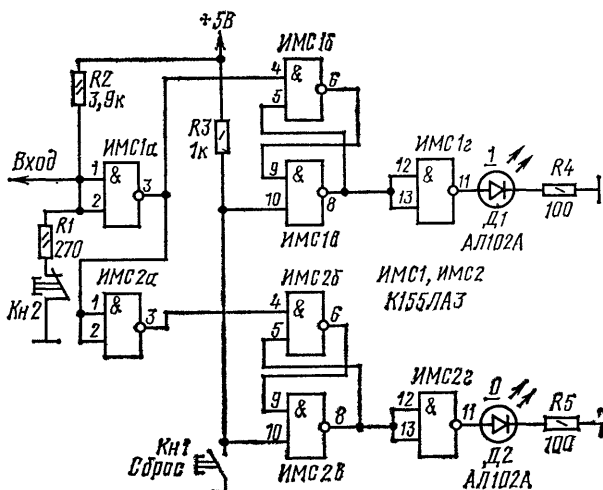 +5В
ИМС1б
R2
3,9к
4
&
6
5
ИМС1а
R3
1к
ИМС1г
Вход
1
&
3
2
9
&
8
10
12
&
11
13
1
R4
100
Д1
АЛ102А
R1
270
ИМС1в
Кн2
ИМС2а
ИМС2б
ИМС1, ИМС2
К155ЛА3
1
&
3
2
4
&
6
5
ИМС2г
9
&
8
10
12
&
11
13
0
R5
100
Д2
АЛ102А
Кн1
Сброс
ИМС2в